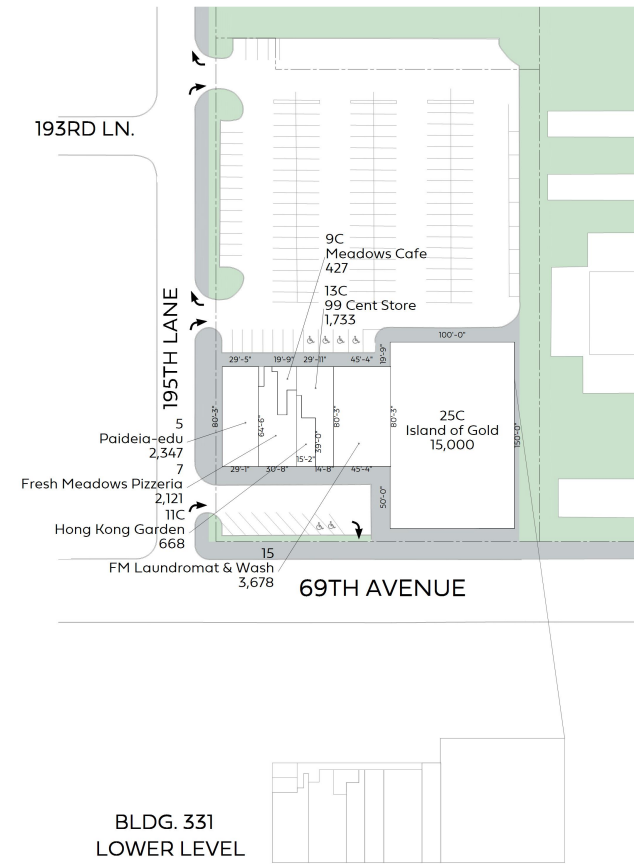 193RD LN.
9C
Meadows Cafe
427
13C
99 Cent Store
1,733
195TH LANE
100'-0"
29'-5"
19'-9"
29'-11"
45'-4"
19'-9"
80'-3"
64'-6"
80'-3"
80'-3"
39'-0"
15'-2"
25C
Island of Gold
15,000
150'-0"
5
Paideia-edu
2,347
7
Fresh Meadows Pizzeria
2,121
11C
Hong Kong Garden
668
29'-1"
30'-8"
14'-8"
45'-4"
50'-0"
15
FM Laundromat & Wash
3,678
69TH AVENUE
BLDG. 331
LOWER LEVEL